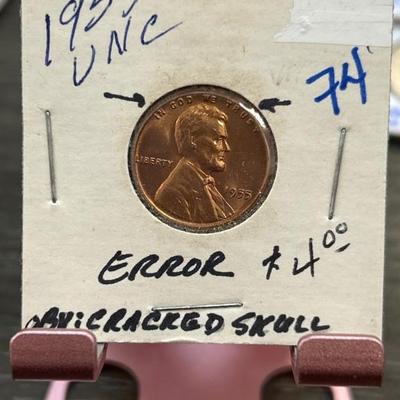 UNC
74
IN GOD WE TRUST
LIBERTY
1955
ERROR $4.00
CRACKED SKULL